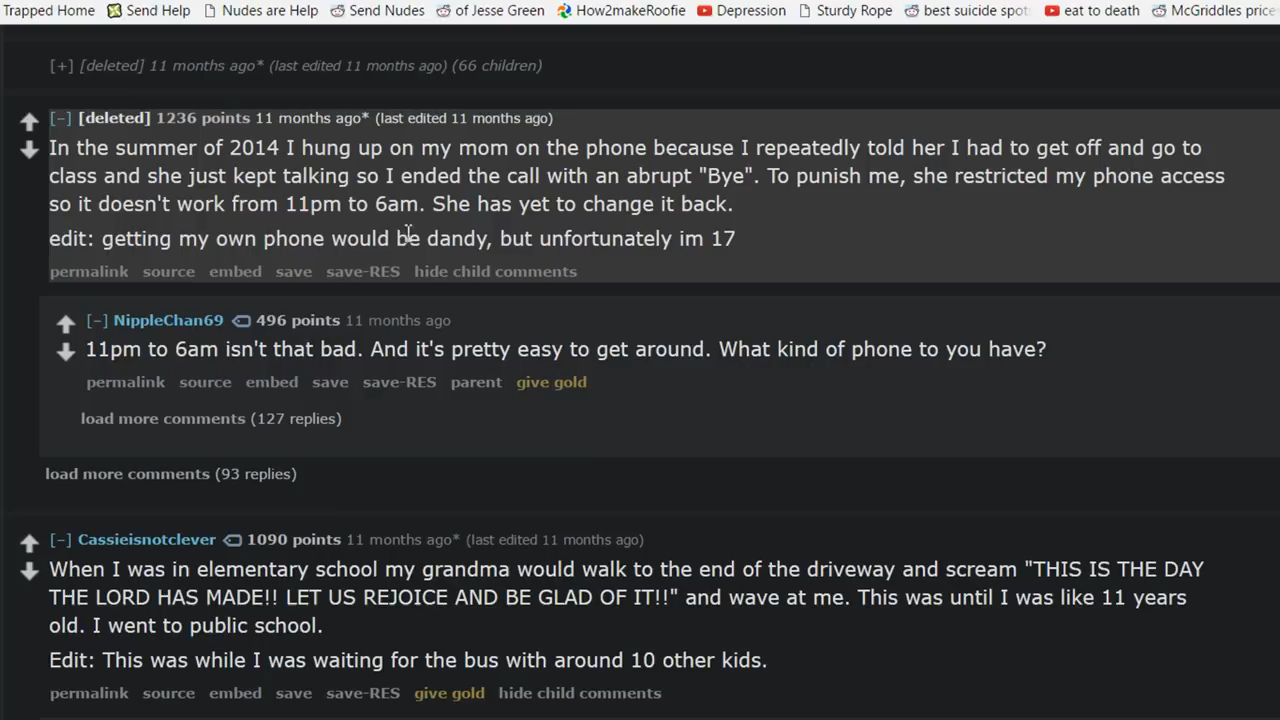 Trapped Home Send Help Nudes are Help Send Nudes of Jesse Green How2makeRoofie Depression Sturdy Rope best suicide spot eat to death McGriddles price
[+] [deleted] 11 months ago* (last edited 11 months ago) (66 children)
[–] [deleted] 1236 points 11 months ago* (last edited 11 months ago)
In the summer of 2014 I hung up on my mom on the phone because I repeatedly told her I had to get off and go to
class and she just kept talking so I ended the call with an abrupt "Bye". To punish me, she restricted my phone access
so it doesn't work from 11pm to 6am. She has yet to change it back.
edit: getting my own phone would be dandy, but unfortunately im 17
permalink source embed save save-RES hide child comments
[–] NippleChan69 496 points 11 months ago
11pm to 6am isn't that bad. And it's pretty easy to get around. What kind of phone to you have?
permalink source embed save save-RES parent give gold
load more comments (127 replies)
load more comments (93 replies)
[–] Cassieisnotclever 1090 points 11 months ago* (last edited 11 months ago)
When I was in elementary school my grandma would walk to the end of the driveway and scream "THIS IS THE DAY
THE LORD HAS MADE!! LET US REJOICE AND BE GLAD OF IT!!" and wave at me. This was until I was like 11 years
old. I went to public school.
Edit: This was while I was waiting for the bus with around 10 other kids.
permalink source embed save save-RES give gold hide child comments